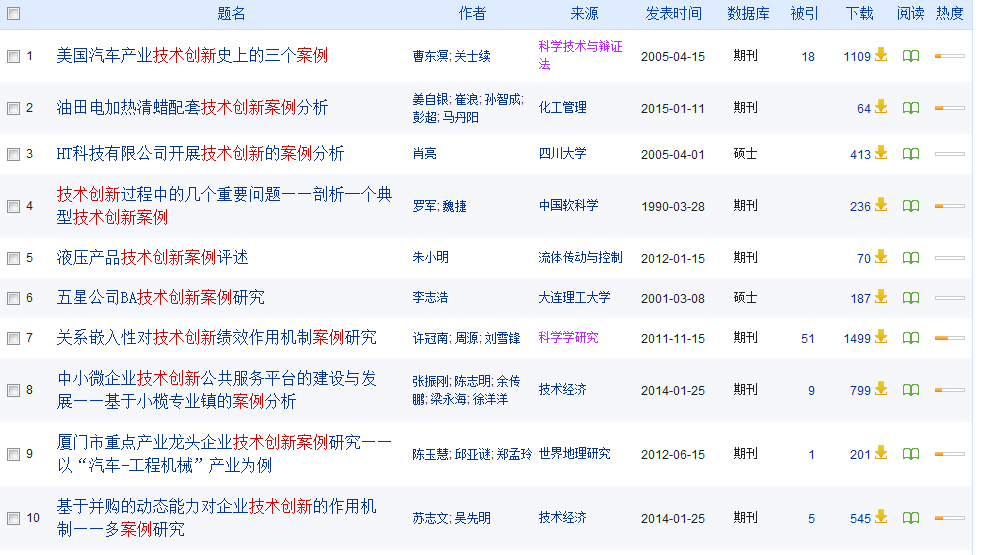 题名 作者 来源 发表时间 数据库 被引 下载 阅读 热度
1 美国汽车产业技术创新史上的三个案例 曹东溟; 关士续 科学技术与辩证法 2005-04-15 期刊 18 1109
2 油田电加热清蜡配套技术创新案例分析 姜自银; 崔浪; 孙智成; 彭超; 马丹阳 化工管理 2015-01-11 期刊 64
3 HT科技有限公司开展技术创新的案例分析 肖亮 四川大学 2005-04-01 硕士 413
4 技术创新过程中的几个重要问题——剖析一个典型技术创新案例 罗军; 魏捷 中国软科学 1990-03-28 期刊 236
5 液压产品技术创新案例评述 朱小明 流体传动与控制 2012-01-15 期刊 70
6 五星公司BA技术创新案例研究 李志浩 大连理工大学 2001-03-08 硕士 187
7 关系嵌入性对技术创新绩效作用机制案例研究 许冠南; 周源; 刘雪锋 科学学研究 2011-11-15 期刊 51 1499
8 中小微企业技术创新公共服务平台的建设与发展——基于小榄专业镇的案例分析 张振刚; 陈志明; 余传鹏; 梁永海; 徐洋洋 技术经济 2014-01-25 期刊 9 799
9 厦门市重点产业龙头企业技术创新案例研究——以“汽车-工程机械”产业为例 陈玉慧; 邱亚谜; 郑孟玲 世界地理研究 2012-06-15 期刊 1 201
10 基于并购的动态能力对企业技术创新的作用机制——多案例研究 苏志文; 吴先明 技术经济 2014-01-25 期刊 5 545